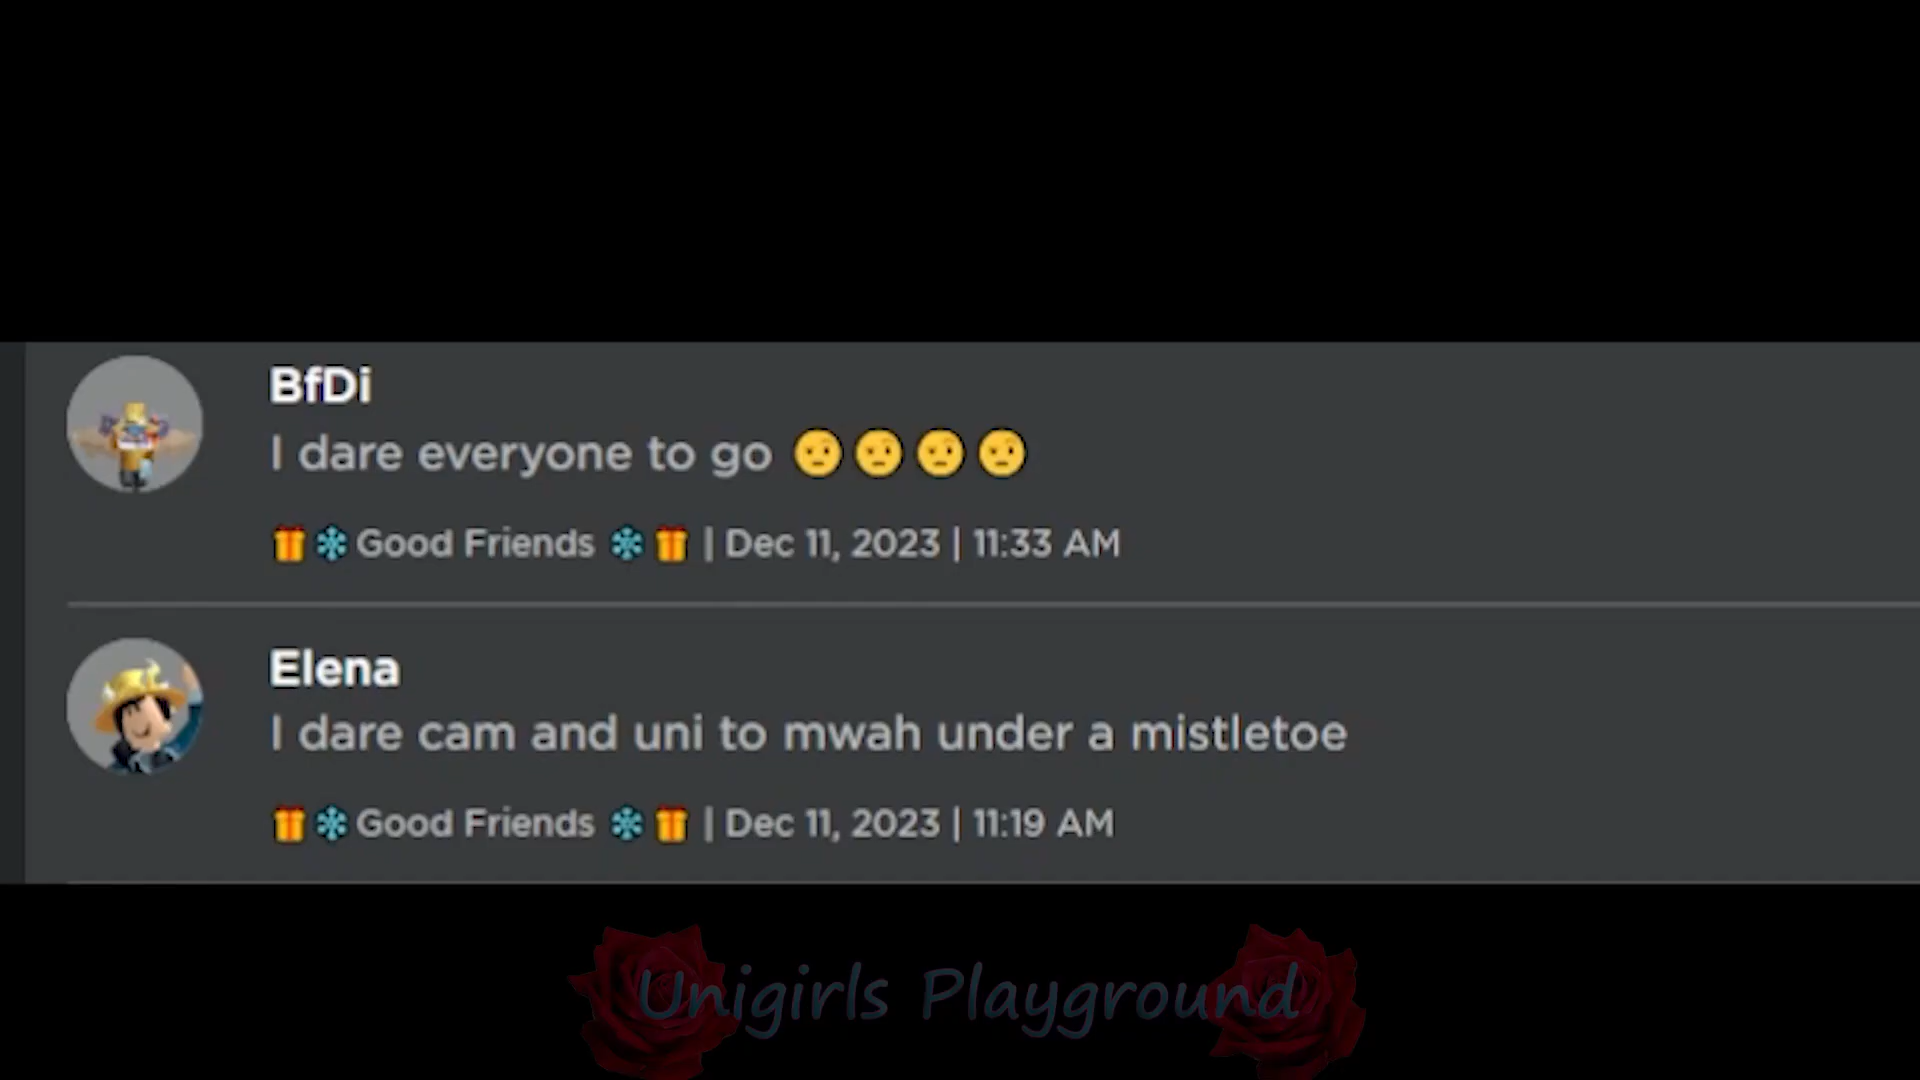 BfDi
I dare everyone to go 🤨🤨🤨🤨
🎁❄️Good Friends ❄️🎁 | Dec 11, 2023 | 11:33 AM
Elena
I dare cam and uni to mwah under a mistletoe
🎁❄️Good Friends ❄️🎁 | Dec 11, 2023 | 11:19 AM
Unigirls Playground